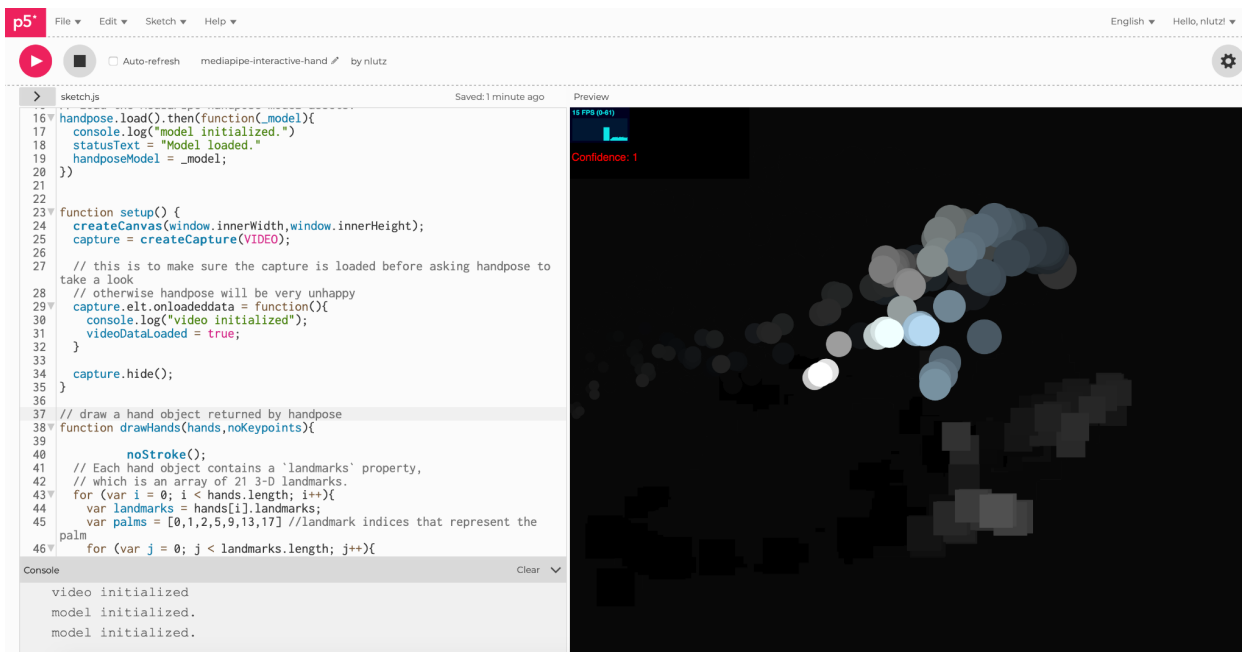 p5*
File ▾ Edit ▾ Sketch ▾ Help ▾
English ▾ Hello, nlutz! ▾
Auto-refresh mediapipe-interactive-hand by nlutz
sketch.js Saved: 1 minute ago Preview
16 handpose.load().then(function(_model){
17 console.log("model initialized.")
18 statusText = "Model loaded."
19 handposeModel = _model;
20 })
21
22
23 function setup() {
24 createCanvas(window.innerWidth,window.innerHeight);
25 capture = createCapture(VIDEO);
26
27 // this is to make sure the capture is loaded before asking handpose to
take a look
28 // otherwise handpose will be very unhappy
29 capture.elt.onloadeddata = function(){
30 console.log("video initialized");
31 videoDataLoaded = true;
32 }
33
34 capture.hide();
35 }
36
37 // draw a hand object returned by handpose
38 function drawHands(hands,noKeypoints){
39
40 noStroke();
41 // Each hand object contains a `landmarks` property,
42 // which is an array of 21 3-D landmarks.
43 for (var i = 0; i < hands.length; i++){
44 var landmarks = hands[i].landmarks;
45 var palms = [0,1,2,5,9,13,17] //landmark indices that represent the
palm
46 for (var j = 0; j < landmarks.length; j++){
Console Clear
video initialized
model initialized.
model initialized.
15 FPS (0-61)
Confidence: 1